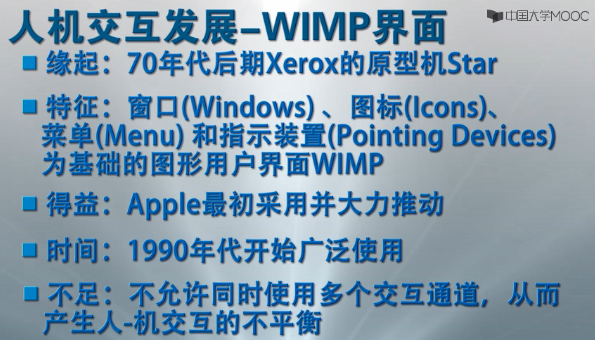 人机交互发展-WIMP界面
中国大学MOOC
缘起：70年代后期Xerox的原型机Star
特征：窗口(Windows) 、图标(Icons)、
菜单(Menu) 和指示装置(Pointing Devices)
为基础的图形用户界面WIMP
得益：Apple最初采用并大力推动
时间：1990年代开始广泛使用
不足：不允许同时使用多个交互通道，从而
产生人-机交互的不平衡